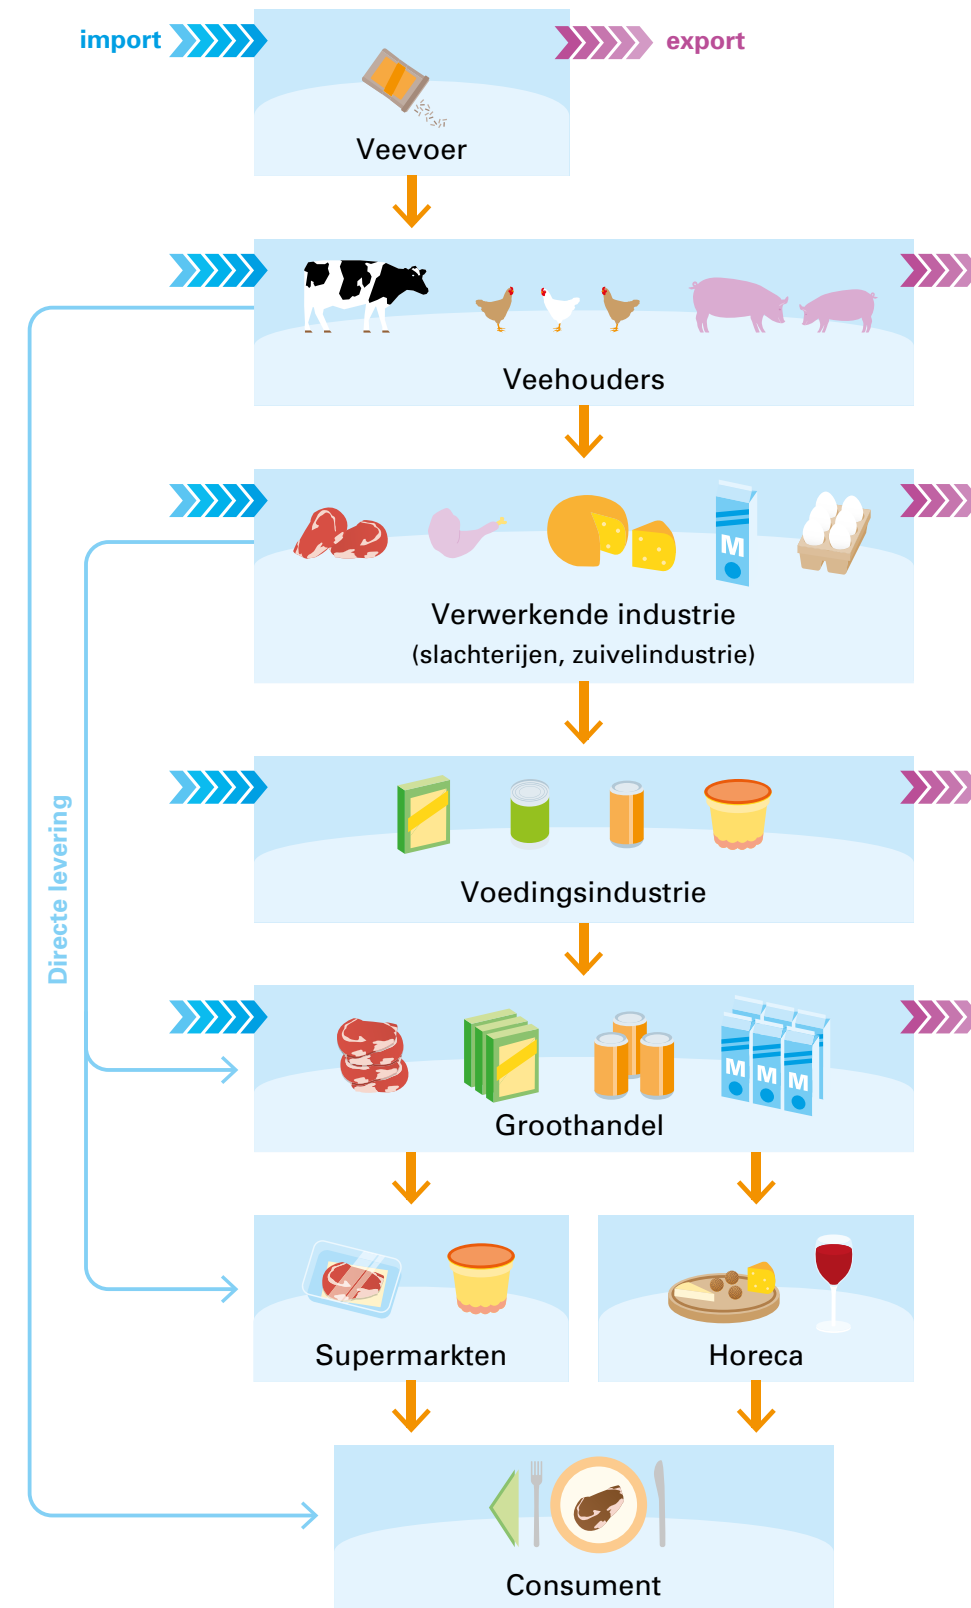 import
export
Veevoer
Veehouders
M
Verwerkende industrie
(slachterijen, zuivelindustrie)
Directe levering
Voedingsindustrie
M
M
M
Groothandel
Supermarkten
Horeca
Consument